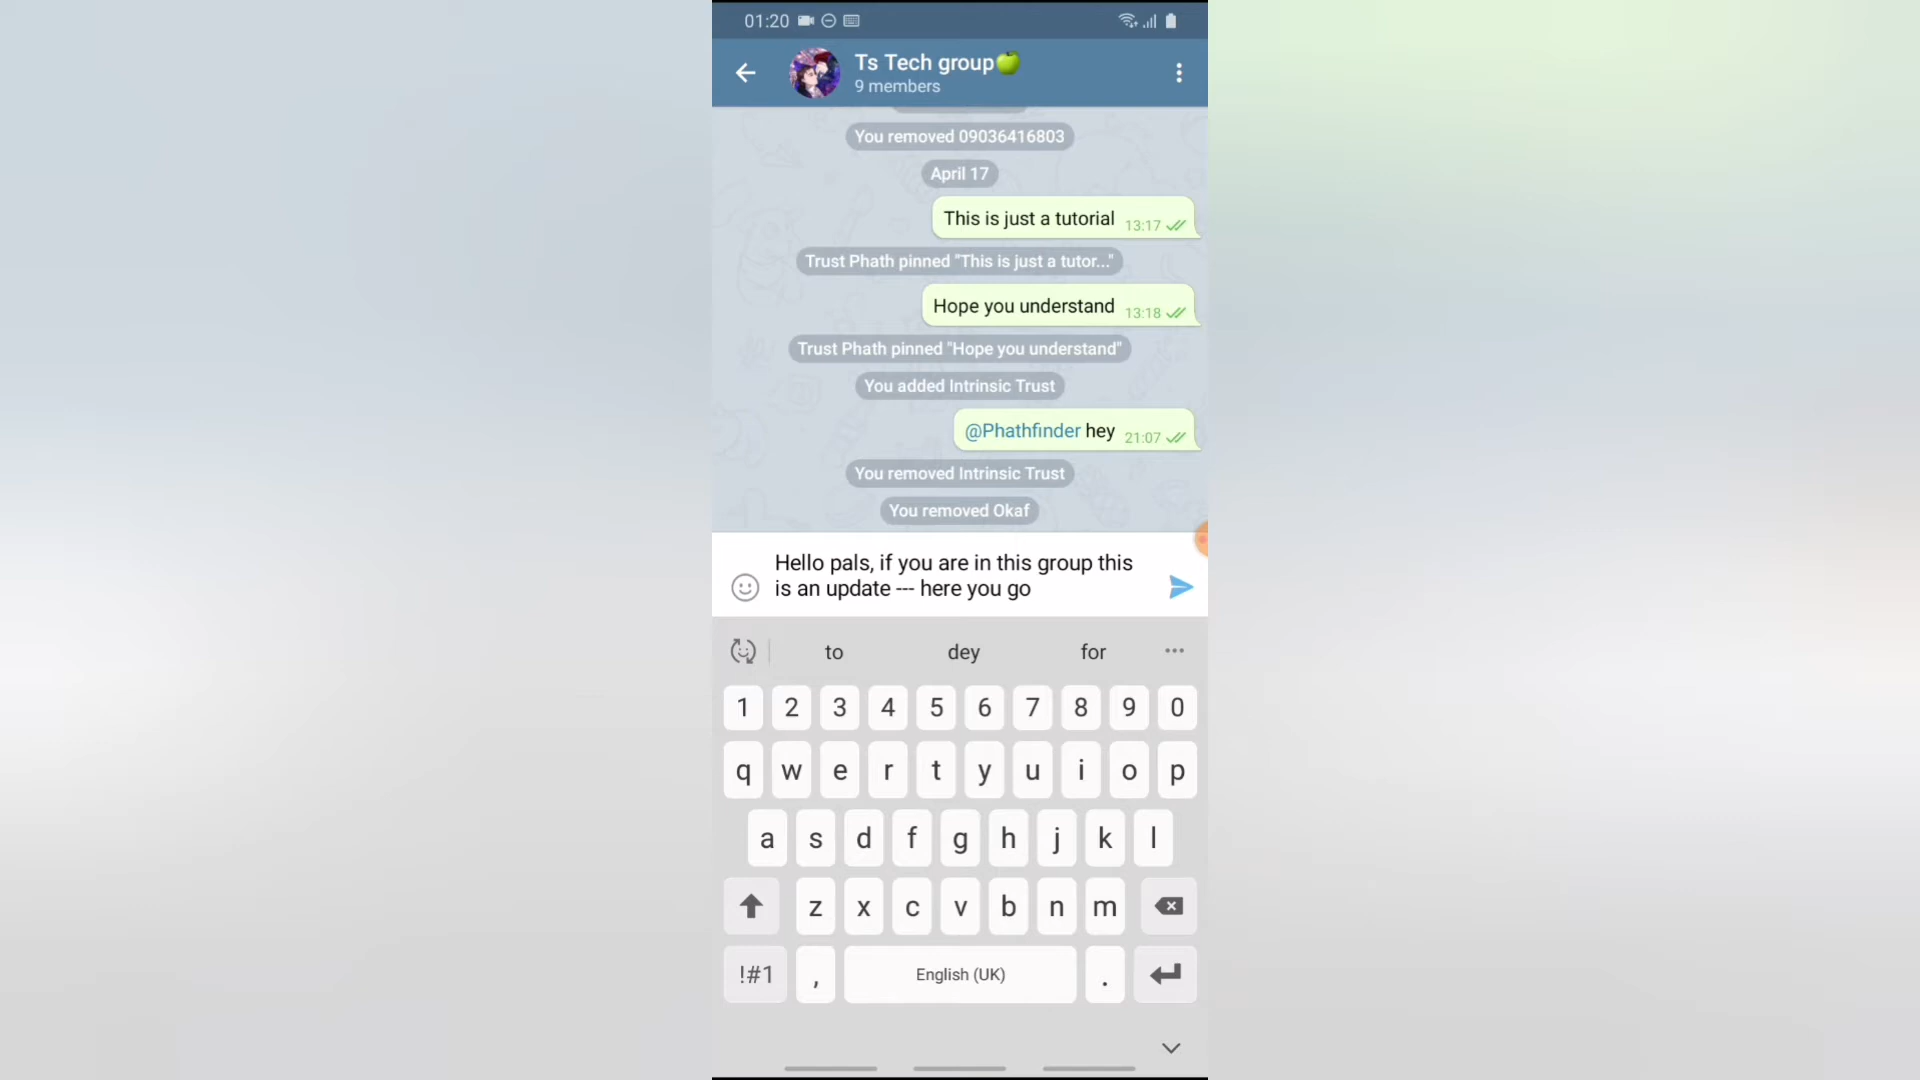 01:20
Ts Tech group🍏
9 members
You removed 09036416803
April 17
This is just a tutorial 13:17
Trust Phath pinned "This is just a tutor..."
Hope you understand 13:18
Trust Phath pinned "Hope you understand"
You added Intrinsic Trust
@Phathfinder hey 21:07
You removed Intrinsic Trust
You removed Okaf
Hello pals, if you are in this group this
is an update --- here you go
to dey for ...
1 2 3 4 5 6 7 8 9 0
q w e r t y u i o p
a s d f g h j k l
z x c v b n m
!#1 , English (UK) .